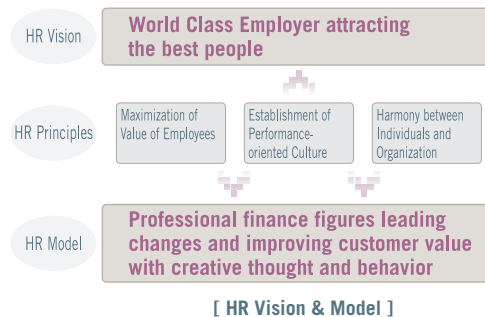 HR Vision
World Class Employer attracting
the best people
HR Principles
Maximization of
Value of Employees
Establishment of
Performance-
oriented Culture
Harmony between
Individuals and
Organization
HR Model
Professional finance figures leading
changes and improving customer value
with creative thought and behavior
[ HR Vision & Model ]